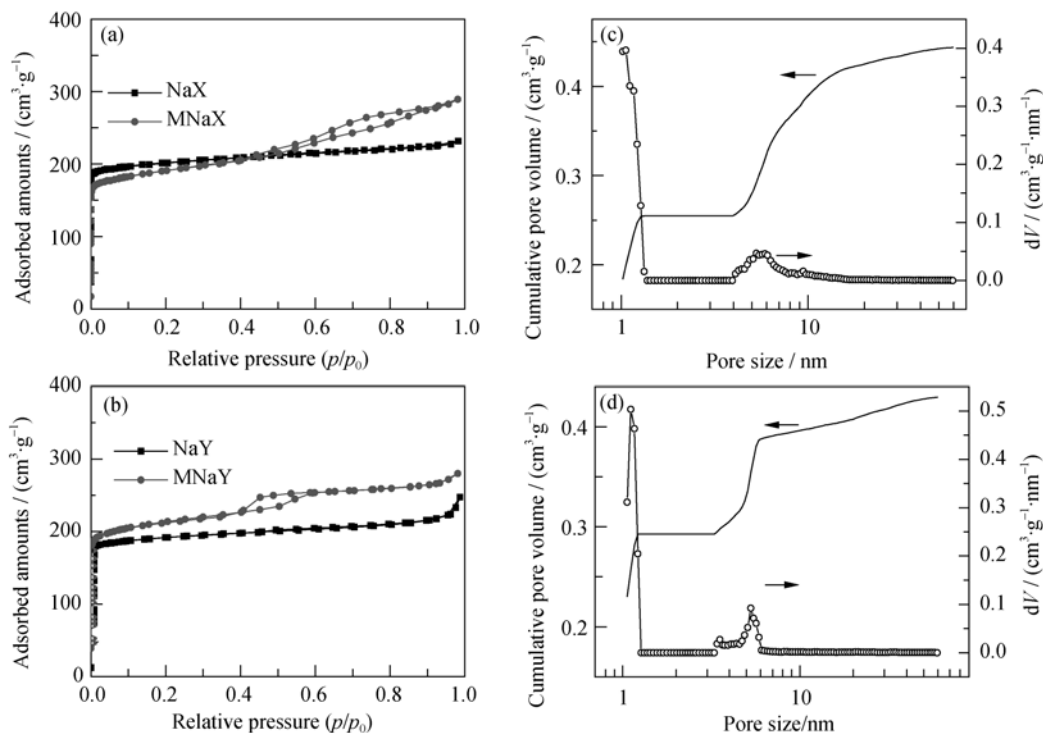 (a)
NaX
MNaX
400
300
200
100
0
0.0 0.2 0.4 0.6 0.8 1.0
Adsorbed amounts / (cm³·g⁻¹)
Relative pressure (p/p₀)
(c)
0.4
0.3
0.2
0.4
0.3
0.2
0.1
0.0
1 10
Cumulative pore volume / (cm³·g⁻¹)
dV / (cm³·g⁻¹·nm⁻¹)
Pore size / nm
(b)
NaY
MNaY
400
300
200
100
0
0.0 0.2 0.4 0.6 0.8 1.0
Adsorbed amounts / (cm³·g⁻¹)
Relative pressure (p/p₀)
(d)
0.4
0.3
0.2
0.5
0.4
0.3
0.2
0.1
0.0
1 10
Cumulative pore volume / (cm³·g⁻¹)
dV / (cm³·g⁻¹·nm⁻¹)
Pore size/nm